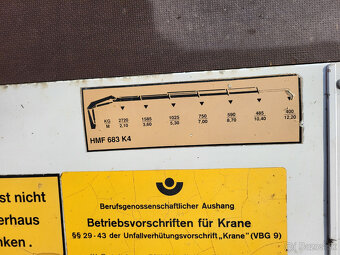 KG 2720 1585 1025 750 590 485 400
M 2,10 3,60 5,30 7,00 8,70 10,40 12,20
HMF 683 K4
st nicht
erhaus
nken .
Berufsgenossenschaftlicher Aushang
Betriebsvorschriften für Krane
§§ 29-43 der Unfallverhütungsvorschrift „Krane" (VBG 9)